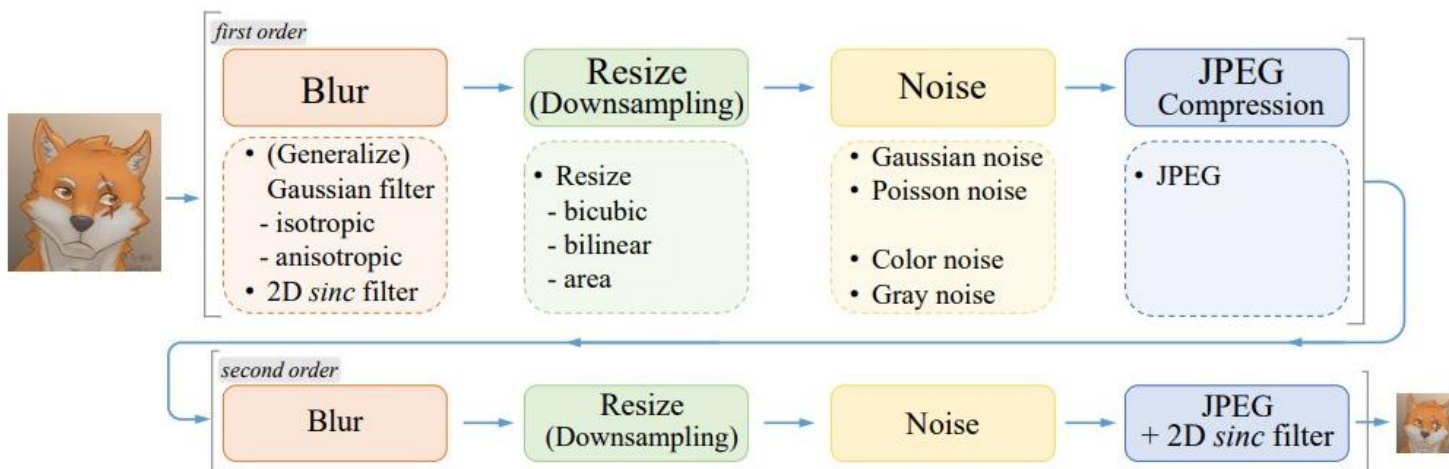 first order
Blur
Resize
(Downsampling)
Noise
JPEG
Compression
• (Generalize)
Gaussian filter
- isotropic
- anisotropic
• 2D sinc filter
• Resize
- bicubic
- bilinear
- area
• Gaussian noise
• Poisson noise
• Color noise
• Gray noise
• JPEG
second order
Blur
Resize
(Downsampling)
Noise
JPEG
+ 2D sinc filter